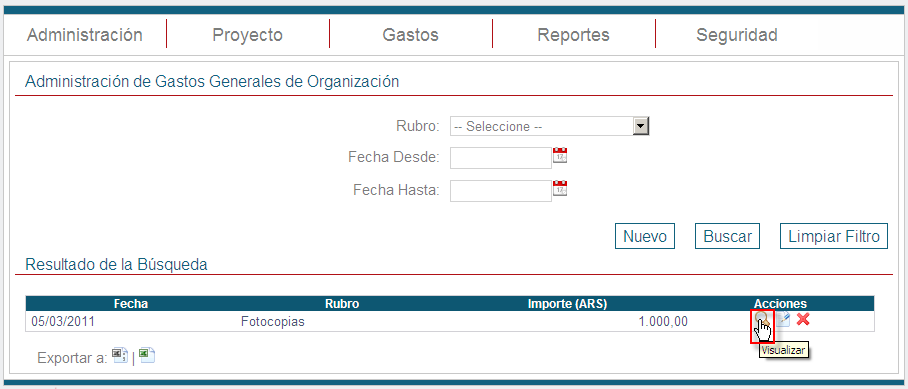 Administración Proyecto Gastos Reportes Seguridad
Administración de Gastos Generales de Organización
Rubro: -- Seleccione --
Fecha Desde:
Fecha Hasta:
Nuevo Buscar Limpiar Filtro
Resultado de la Búsqueda
Fecha Rubro Importe (ARS) Acciones
05/03/2011 Fotocopias 1.000,00
Visualizar
Exportar a: |